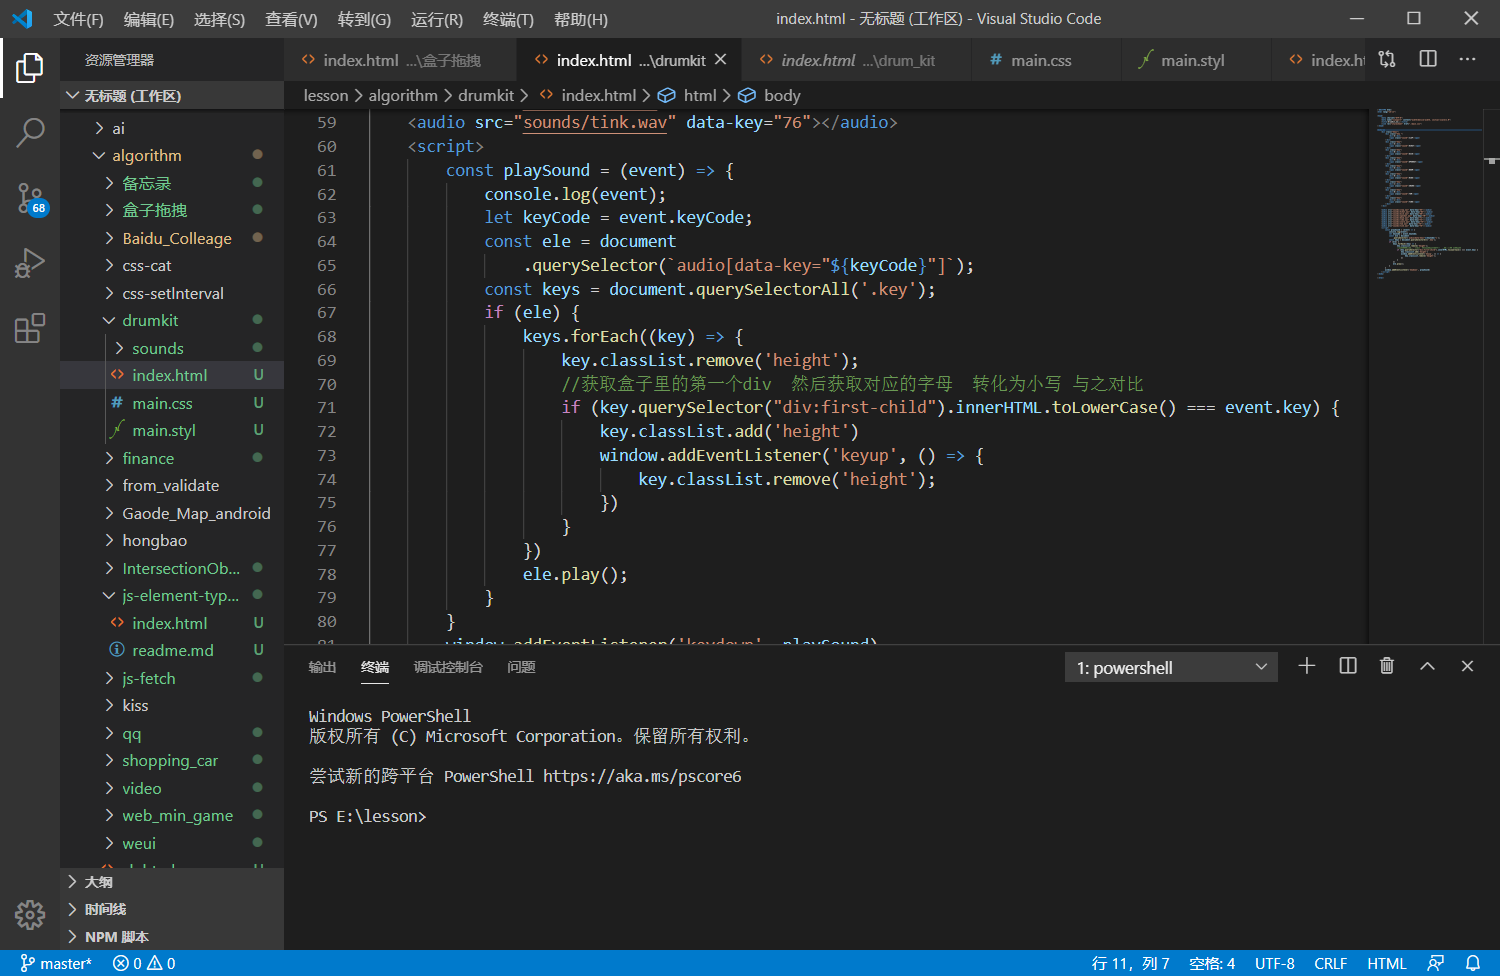 文件(F) 编辑(E) 选择(S) 查看(V) 转到(G) 运行(R) 终端(T) 帮助(H) index.html - 无标题 (工作区) - Visual Studio Code
资源管理器
index.html ...\盒子拖拽 index.html ...\drumkit index.html ...\drum_kit main.css main.styl index.ht
无标题 (工作区)
lesson > algorithm > drumkit > index.html > html > body
ai
algorithm
备忘录
盒子拖拽
Baidu_Colleage
css-cat
css-setInterval
drumkit
sounds
index.html U
main.css U
main.styl U
finance
from_validate
Gaode_Map_android
hongbao
IntersectionOb...
js-element-typ...
index.html U
readme.md U
js-fetch
kiss
qq
shopping_car
video
web_min_game
weui
大纲
时间线
NPM 脚本
68
59 <audio src="sounds/tink.wav" data-key="76"></audio>
60 <script>
61 const playSound = (event) => {
62 console.log(event);
63 let keyCode = event.keyCode;
64 const ele = document
65 .querySelector(`audio[data-key="${keyCode}"]`);
66 const keys = document.querySelectorAll('.key');
67 if (ele) {
68 keys.forEach((key) => {
69 key.classList.remove('height');
70 //获取盒子里的第一个div 然后获取对应的字母 转化为小写 与之对比
71 if (key.querySelector("div:first-child").innerHTML.toLowerCase() === event.key) {
72 key.classList.add('height')
73 window.addEventListener('keyup', () => {
74 key.classList.remove('height');
75 })
76 }
77 })
78 ele.play();
79 }
80 }
81 window.addEventListener('keydown', playSound)
输出 终端 调试控制台 问题 1: powershell
Windows PowerShell
版权所有 (C) Microsoft Corporation。保留所有权利。
尝试新的跨平台 PowerShell https://aka.ms/pscore6
PS E:\lesson>
master* 0 0 行 11，列 7 空格: 4 UTF-8 CRLF HTML